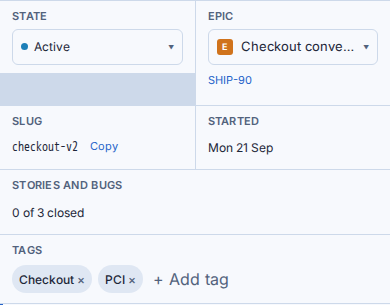 STATE
EPIC
Active
E Checkout conve...
SHIP-90
SLUG
STARTED
checkout-v2 Copy
Mon 21 Sep
STORIES AND BUGS
0 of 3 closed
TAGS
Checkout × PCI × + Add tag